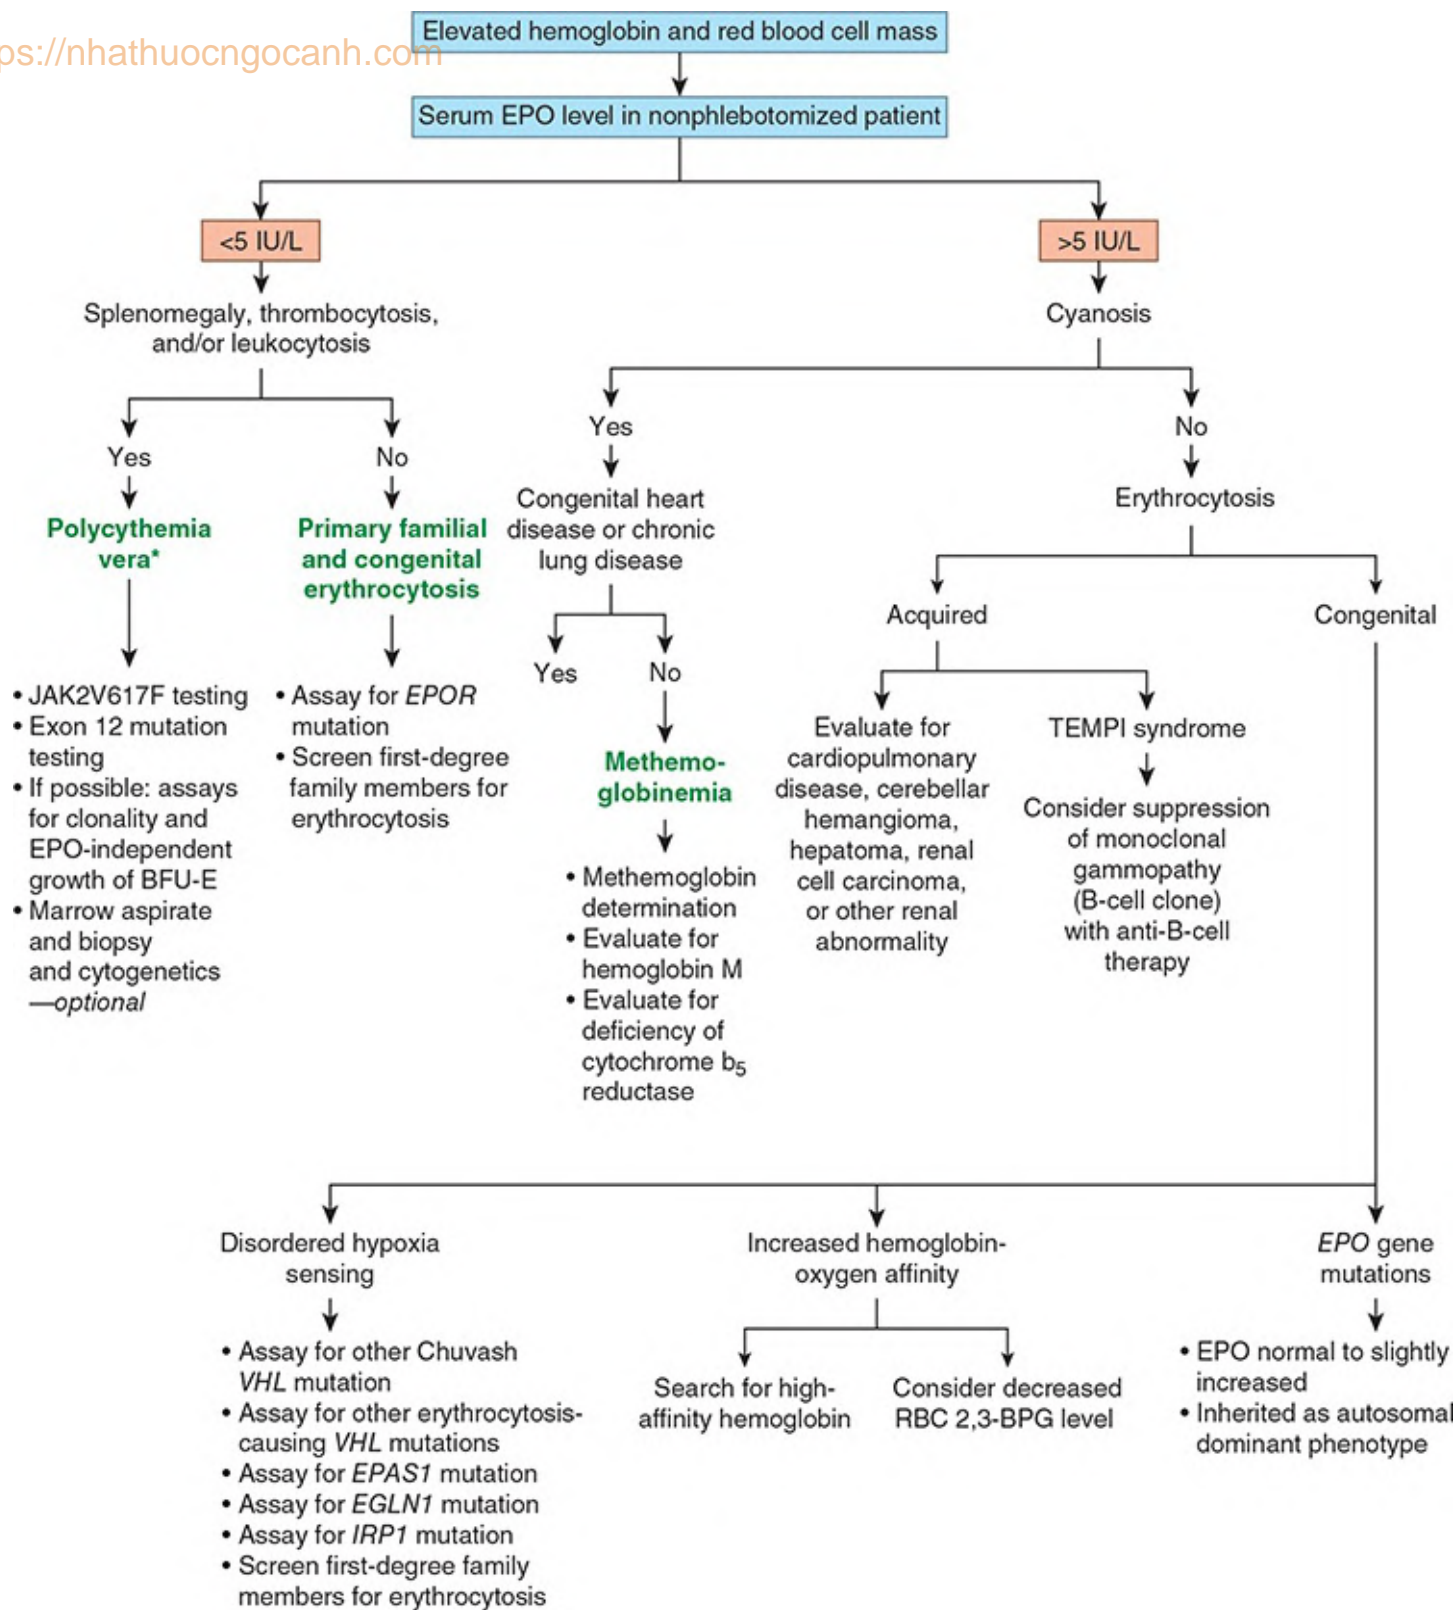 Elevated hemoglobin and red blood cell mass
ps://nhathuocngocanh.com
Serum EPO level in nonphlebotomized patient
<5 IU/L
>5 IU/L
Splenomegaly, thrombocytosis,
and/or leukocytosis
Cyanosis
Yes
No
Yes
No
Polycythemia
vera*
Primary familial
and congenital
erythrocytosis
Congenital heart
disease or chronic
lung disease
Erythrocytosis
Yes
No
Acquired
Congenital
• JAK2V617F testing
• Exon 12 mutation
testing
• If possible: assays
for clonality and
EPO-independent
growth of BFU-E
• Marrow aspirate
and biopsy
and cytogenetics
—optional
• Assay for EPOR
mutation
• Screen first-degree
family members for
erythrocytosis
Methemo-
globinemia
• Methemoglobin
determination
• Evaluate for
hemoglobin M
• Evaluate for
deficiency of
cytochrome b5
reductase
Evaluate for
cardiopulmonary
disease, cerebellar
hemangioma,
hepatoma, renal
cell carcinoma,
or other renal
abnormality
TEMPI syndrome
Consider suppression
of monoclonal
gammopathy
(B-cell clone)
with anti-B-cell
therapy
Disordered hypoxia
sensing
• Assay for other Chuvash
VHL mutation
• Assay for other erythrocytosis-
causing VHL mutations
• Assay for EPAS1 mutation
• Assay for EGLN1 mutation
• Assay for IRP1 mutation
• Screen first-degree family
members for erythrocytosis
Increased hemoglobin-
oxygen affinity
Search for high-
affinity hemoglobin
Consider decreased
RBC 2,3-BPG level
EPO gene
mutations
• EPO normal to slightly
increased
• Inherited as autosomal
dominant phenotype